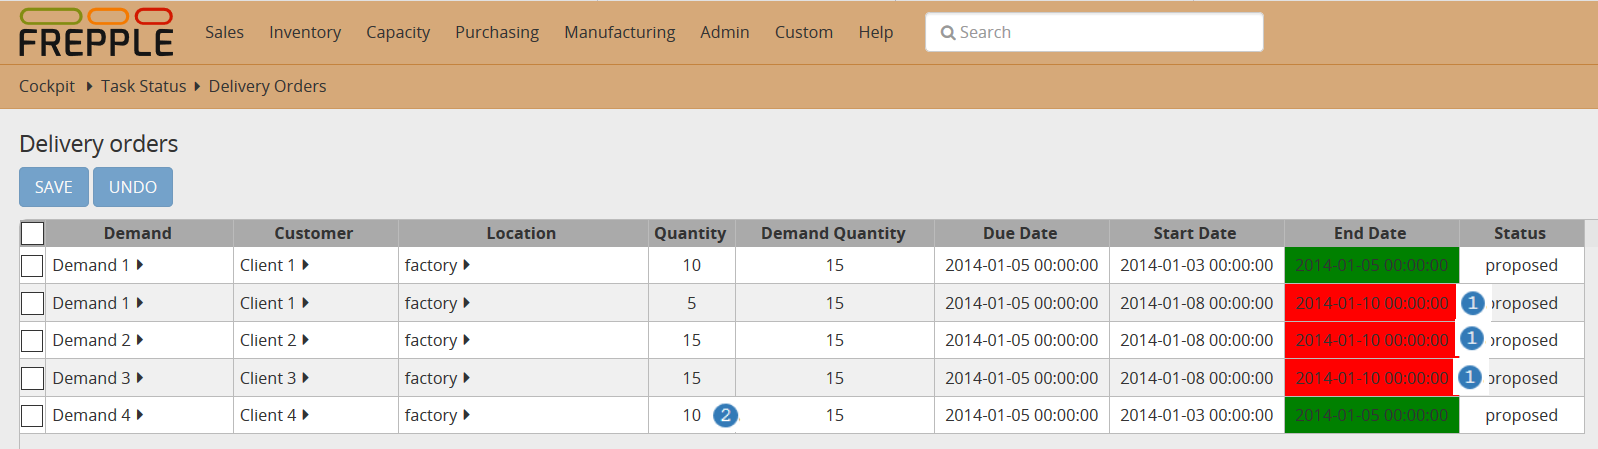 FREPPLE Sales Inventory Capacity Purchasing Manufacturing Admin Custom Help Search
Cockpit Task Status Delivery Orders
Delivery orders
SAVE UNDO
Demand Customer Location Quantity Demand Quantity Due Date Start Date End Date Status
Demand 1 Client 1 factory 10 15 2014-01-05 00:00:00 2014-01-03 00:00:00 2014-01-05 00:00:00 proposed
Demand 1 Client 1 factory 5 15 2014-01-05 00:00:00 2014-01-08 00:00:00 2014-01-10 00:00:00 1 proposed
Demand 2 Client 2 factory 15 15 2014-01-05 00:00:00 2014-01-08 00:00:00 2014-01-10 00:00:00 1 proposed
Demand 3 Client 3 factory 15 15 2014-01-05 00:00:00 2014-01-08 00:00:00 2014-01-10 00:00:00 1 proposed
Demand 4 Client 4 factory 10 2 15 2014-01-05 00:00:00 2014-01-03 00:00:00 2014-01-05 00:00:00 proposed